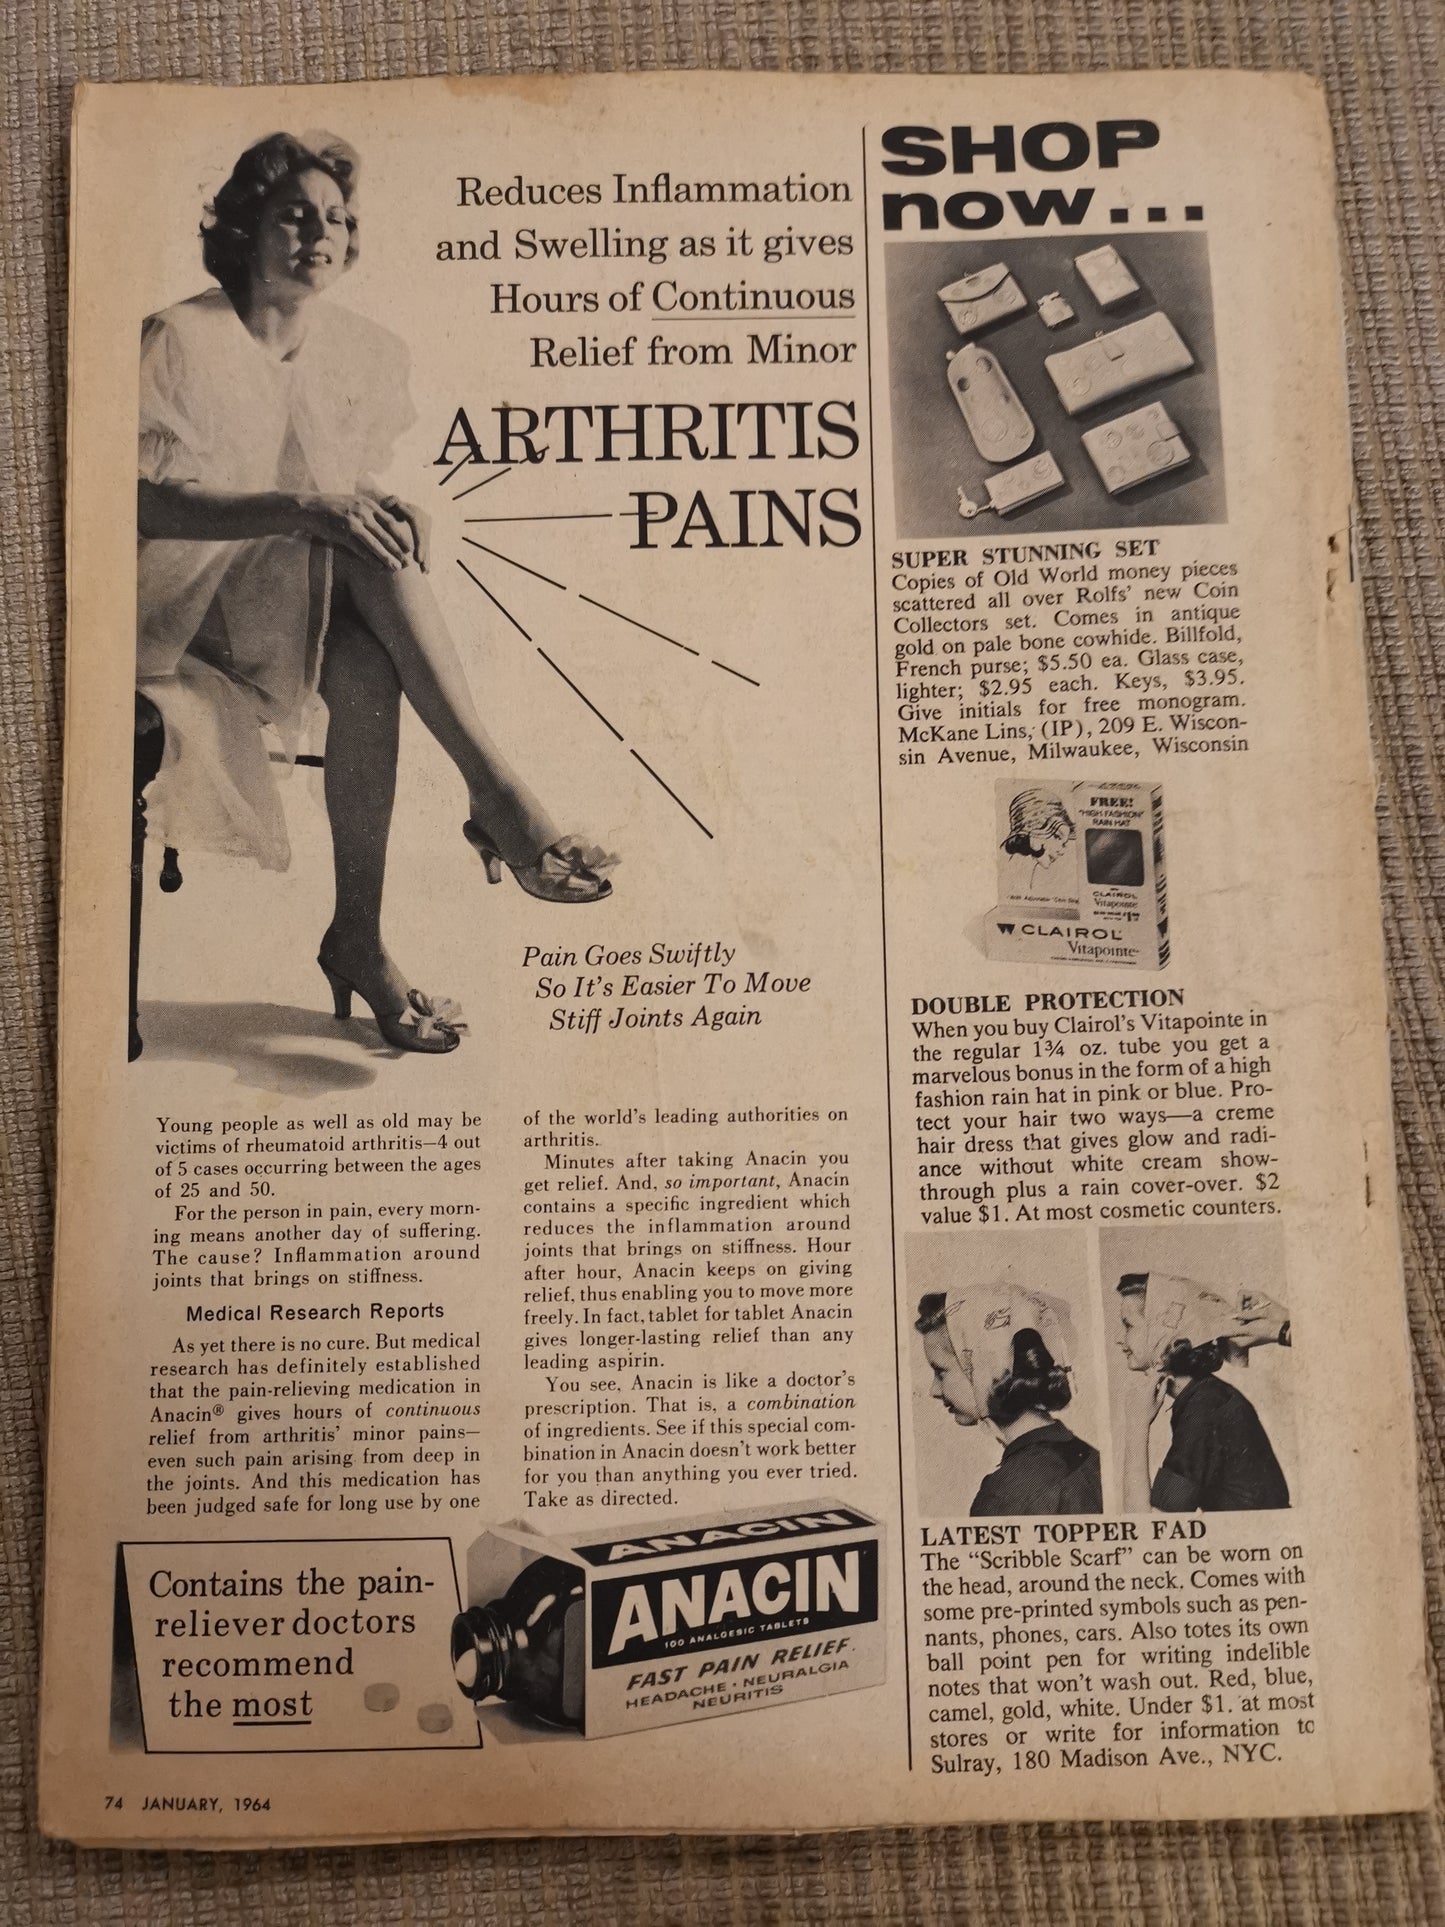 Reduces Inflammation
and Swelling as it gives
Hours of Continuous
Relief from Minor
ARTHRITIS
PAINS
Pain Goes Swiftly
So It's Easier To Move
Stiff Joints Again
Young people as well as old may be
victims of rheumatoid arthritis—4 out
of 5 cases occurring between the ages
of 25 and 50.
For the person in pain, every morn-
ing means another day of suffering.
The cause? Inflammation around
joints that brings on stiffness.
Medical Research Reports
As yet there is no cure. But medical
research has definitely established
that the pain-relieving medication in
Anacin® gives hours of continuous
relief from arthritis' minor pains—
even such pain arising from deep in
the joints. And this medication has
been judged safe for long use by one
of the world's leading authorities on
arthritis.
Minutes after taking Anacin you
get relief. And, so important, Anacin
contains a specific ingredient which
reduces the inflammation around
joints that brings on stiffness. Hour
after hour, Anacin keeps on giving
relief, thus enabling you to move more
freely. In fact, tablet for tablet Anacin
gives longer-lasting relief than any
leading aspirin.
You see, Anacin is like a doctor's
prescription. That is, a combination
of ingredients. See if this special com-
bination in Anacin doesn't work better
for you than anything you ever tried.
Take as directed.
Contains the pain-
reliever doctors
recommend
the most
ANACIN
ANACIN
100 ANALGESIC TABLETS
FAST PAIN RELIEF.
HEADACHE · NEURALGIA
NEURITIS
74 JANUARY, 1964
SHOP
now...
SUPER STUNNING SET
Copies of Old World money pieces
scattered all over Rolfs' new Coin
Collectors set. Comes in antique
gold on pale bone cowhide. Billfold,
French purse; $5.50 ea. Glass case,
lighter; $2.95 each. Keys, $3.95.
Give initials for free monogram.
McKane Lins, (IP), 209 E. Wiscon-
sin Avenue, Milwaukee, Wisconsin
FREE!
"HIGH FASHION"
RAIN HAT
CLAIROL
Vitapointe
CLAIROL
Vitapointe
DOUBLE PROTECTION
When you buy Clairol's Vitapointe in
the regular 1¾ oz. tube you get a
marvelous bonus in the form of a high
fashion rain hat in pink or blue. Pro-
tect your hair two ways—a creme
hair dress that gives glow and radi-
ance without white cream show-
through plus a rain cover-over. $2
value $1. At most cosmetic counters.
LATEST TOPPER FAD
The "Scribble Scarf" can be worn on
the head, around the neck. Comes with
some pre-printed symbols such as pen-
nants, phones, cars. Also totes its own
ball point pen for writing indelible
notes that won't wash out. Red, blue,
camel, gold, white. Under $1. at most
stores or write for information to
Sulray, 180 Madison Ave., NYC.